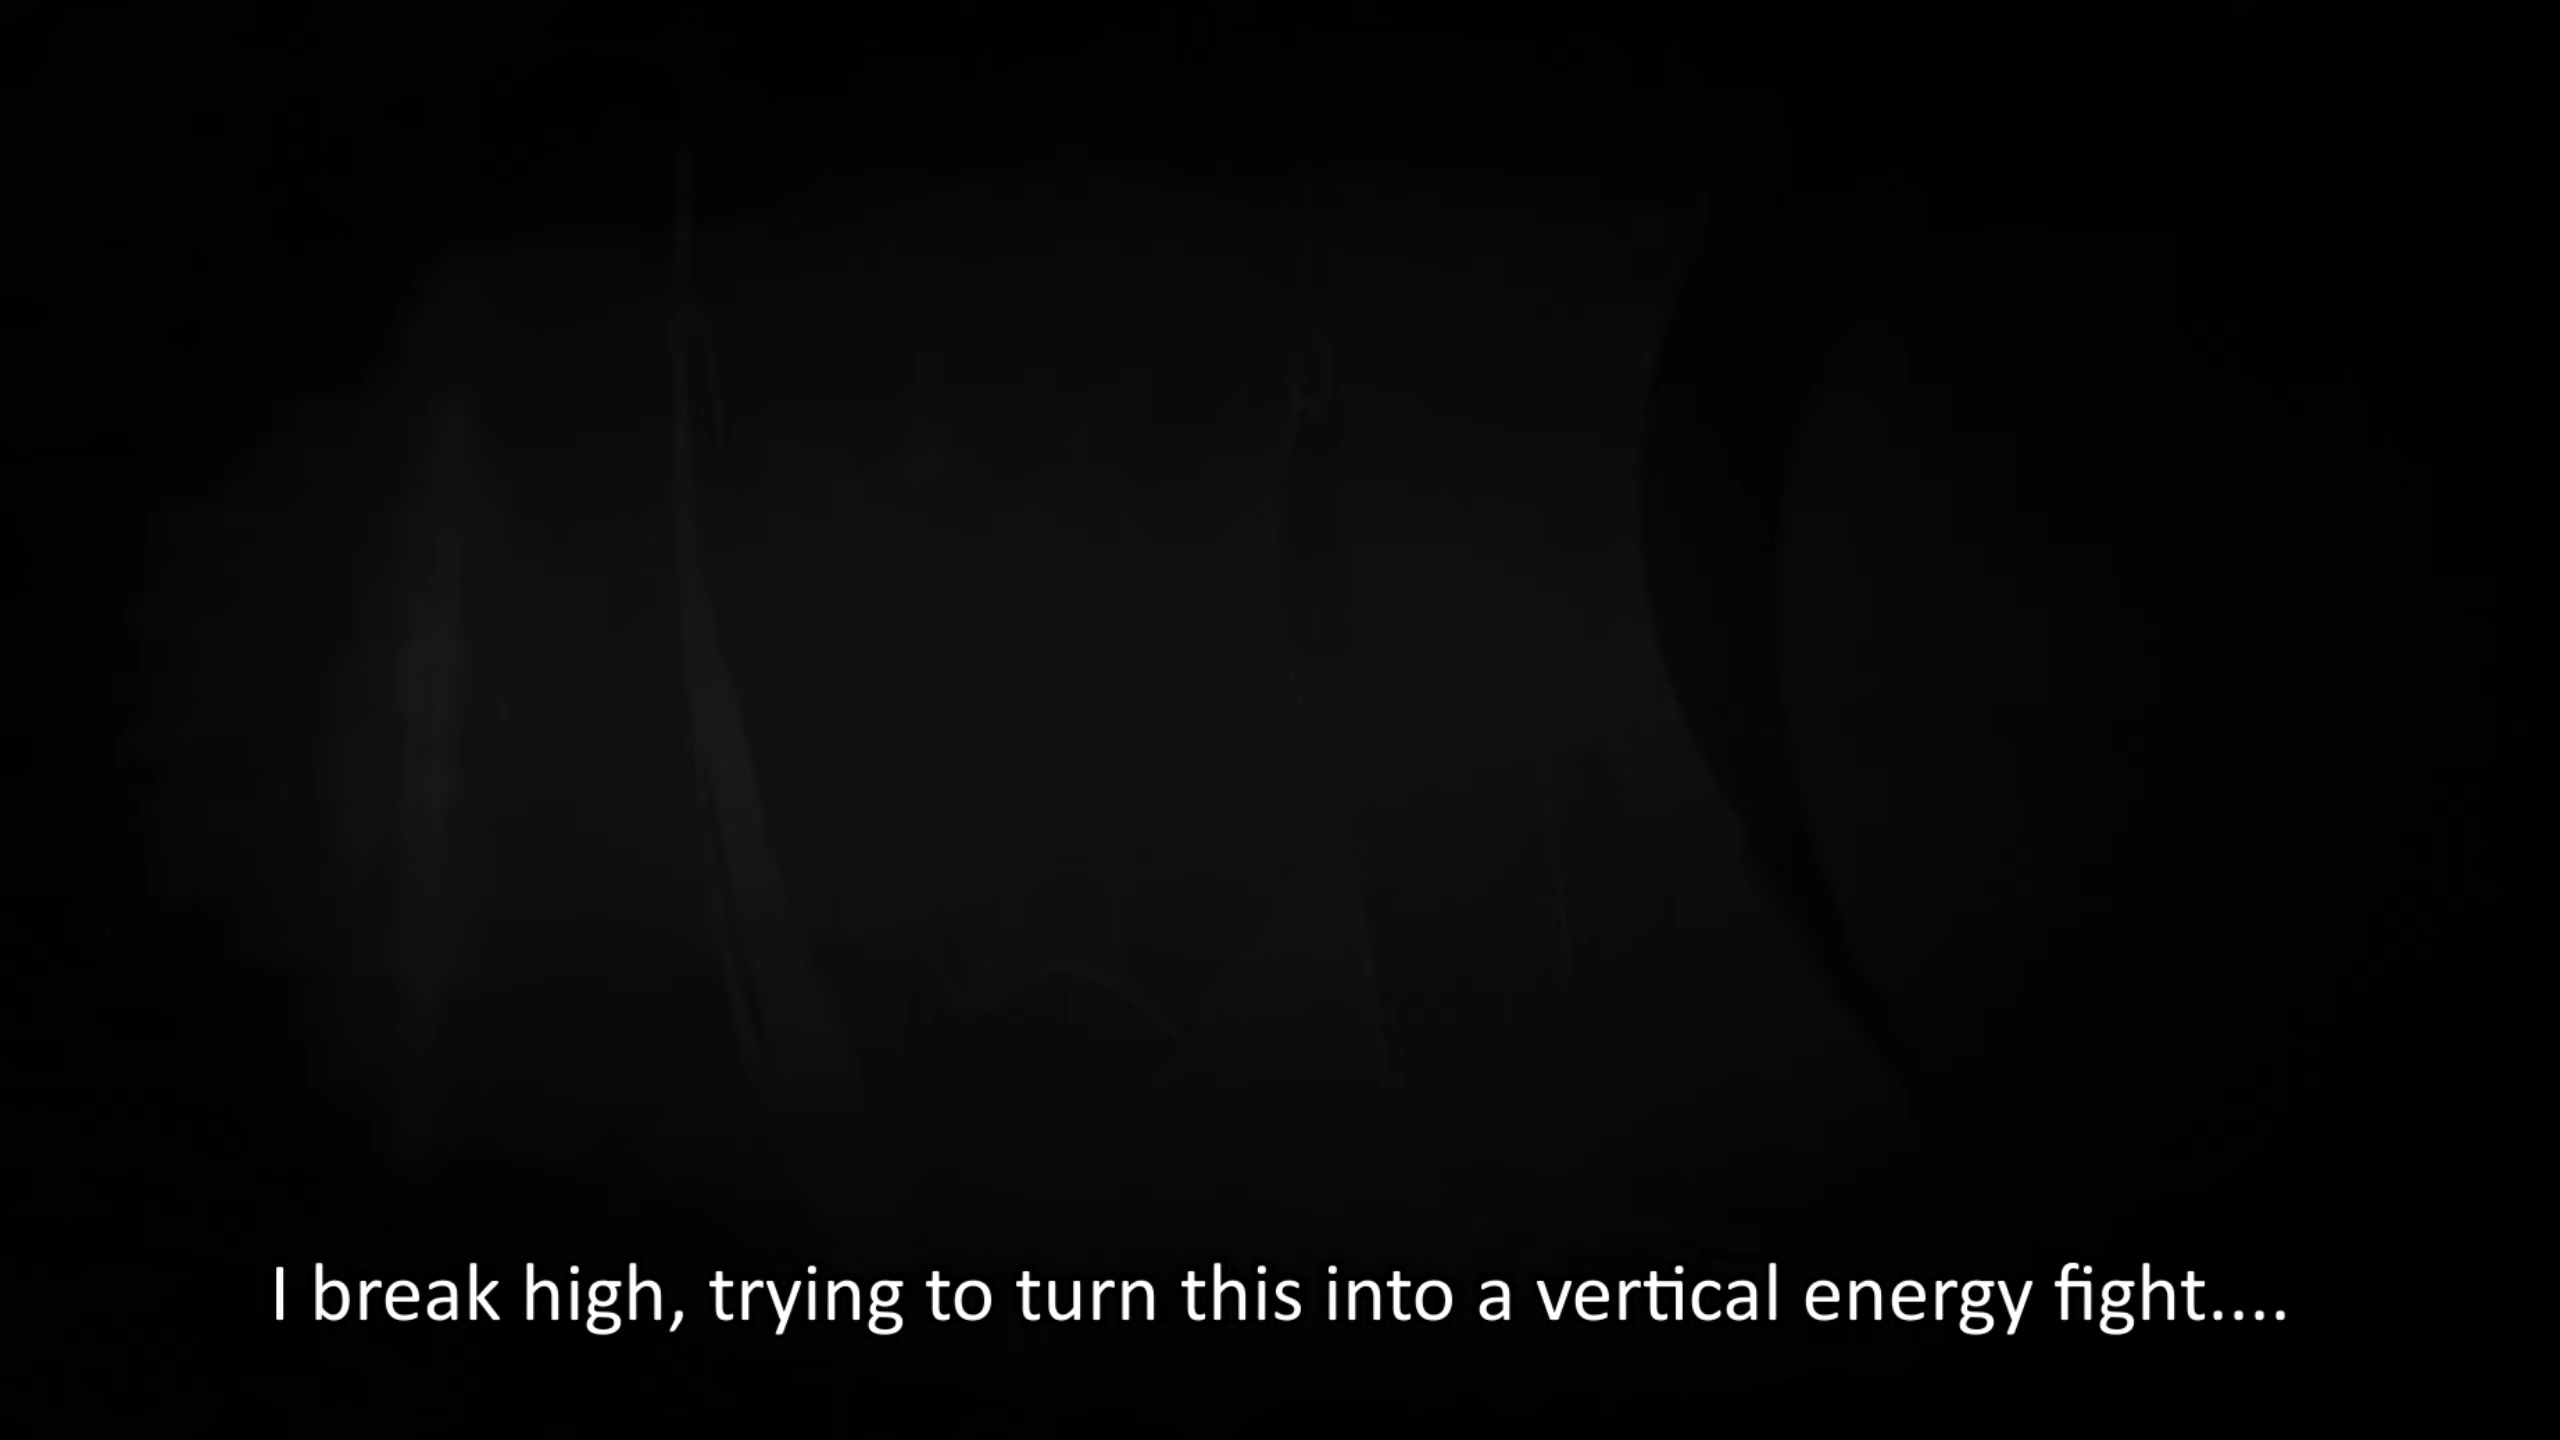 I break high, trying to turn this into a vertical energy fight....